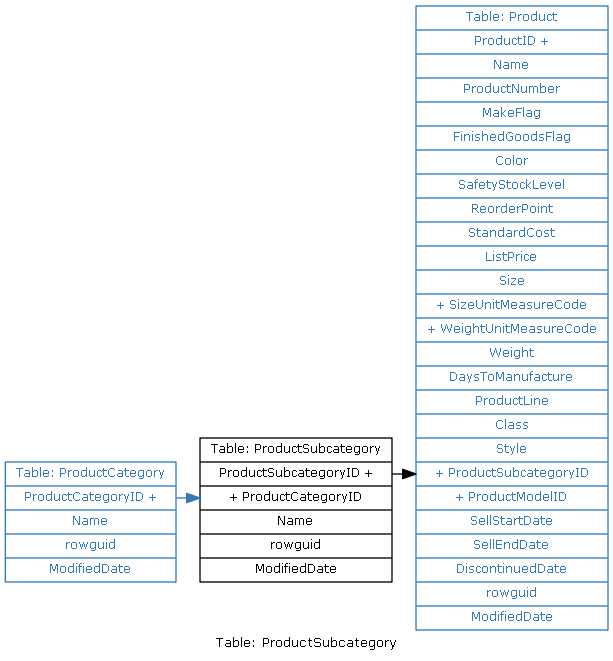 Table: ProductCategory
ProductCategoryID +
Name
rowguid
ModifiedDate
Table: ProductSubcategory
ProductSubcategoryID +
+ ProductCategoryID
Name
rowguid
ModifiedDate
Table: Product
ProductID +
Name
ProductNumber
MakeFlag
FinishedGoodsFlag
Color
SafetyStockLevel
ReorderPoint
StandardCost
ListPrice
Size
+ SizeUnitMeasureCode
+ WeightUnitMeasureCode
Weight
DaysToManufacture
ProductLine
Class
Style
+ ProductSubcategoryID
+ ProductModelID
SellStartDate
SellEndDate
DiscontinuedDate
rowguid
ModifiedDate
Table: ProductSubcategory